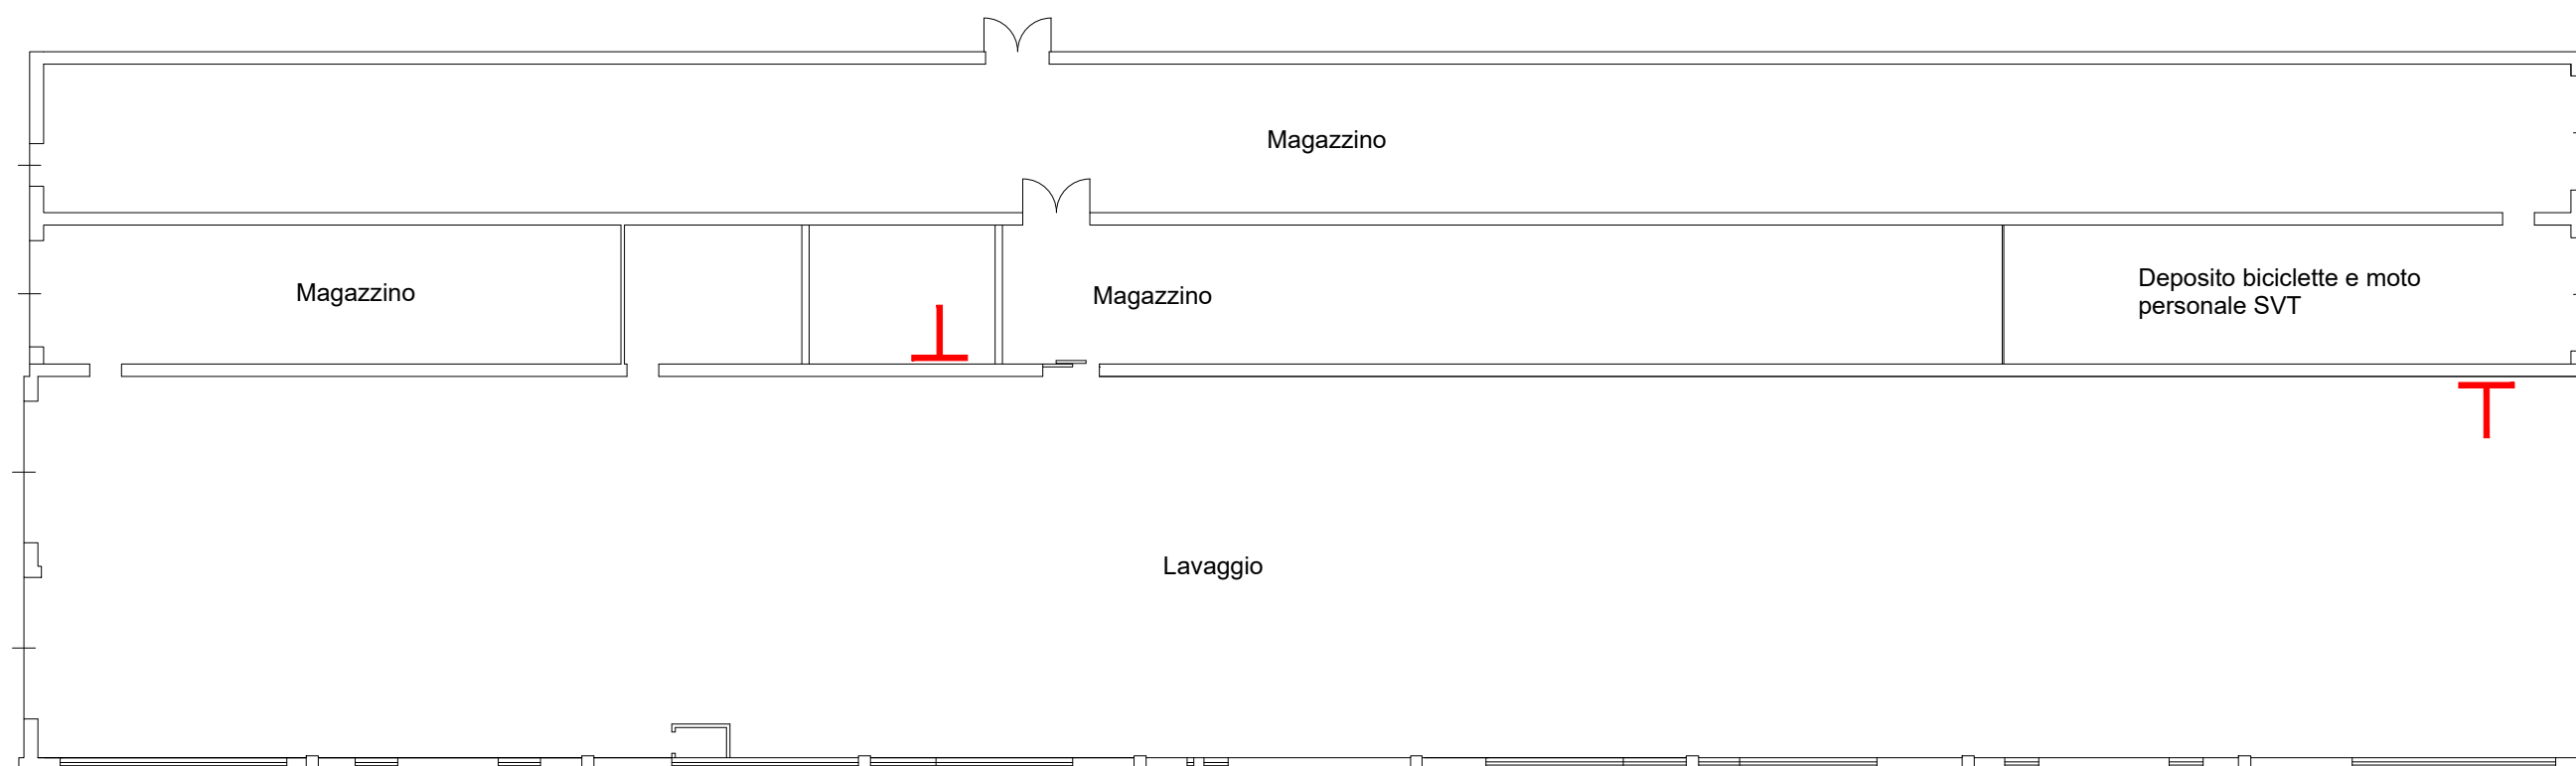 Magazzino
Magazzino
Magazzino
Deposito biciclette e moto
personale SVT
Lavaggio